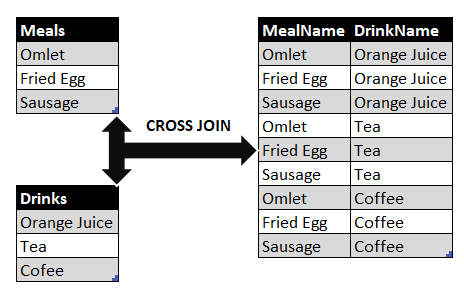 Meals
Omlet
Fried Egg
Sausage
CROSS JOIN
Drinks
Orange Juice
Tea
Cofee
MealName DrinkName
Omlet Orange Juice
Fried Egg Orange Juice
Sausage Orange Juice
Omlet Tea
Fried Egg Tea
Sausage Tea
Omlet Coffee
Fried Egg Coffee
Sausage Coffee